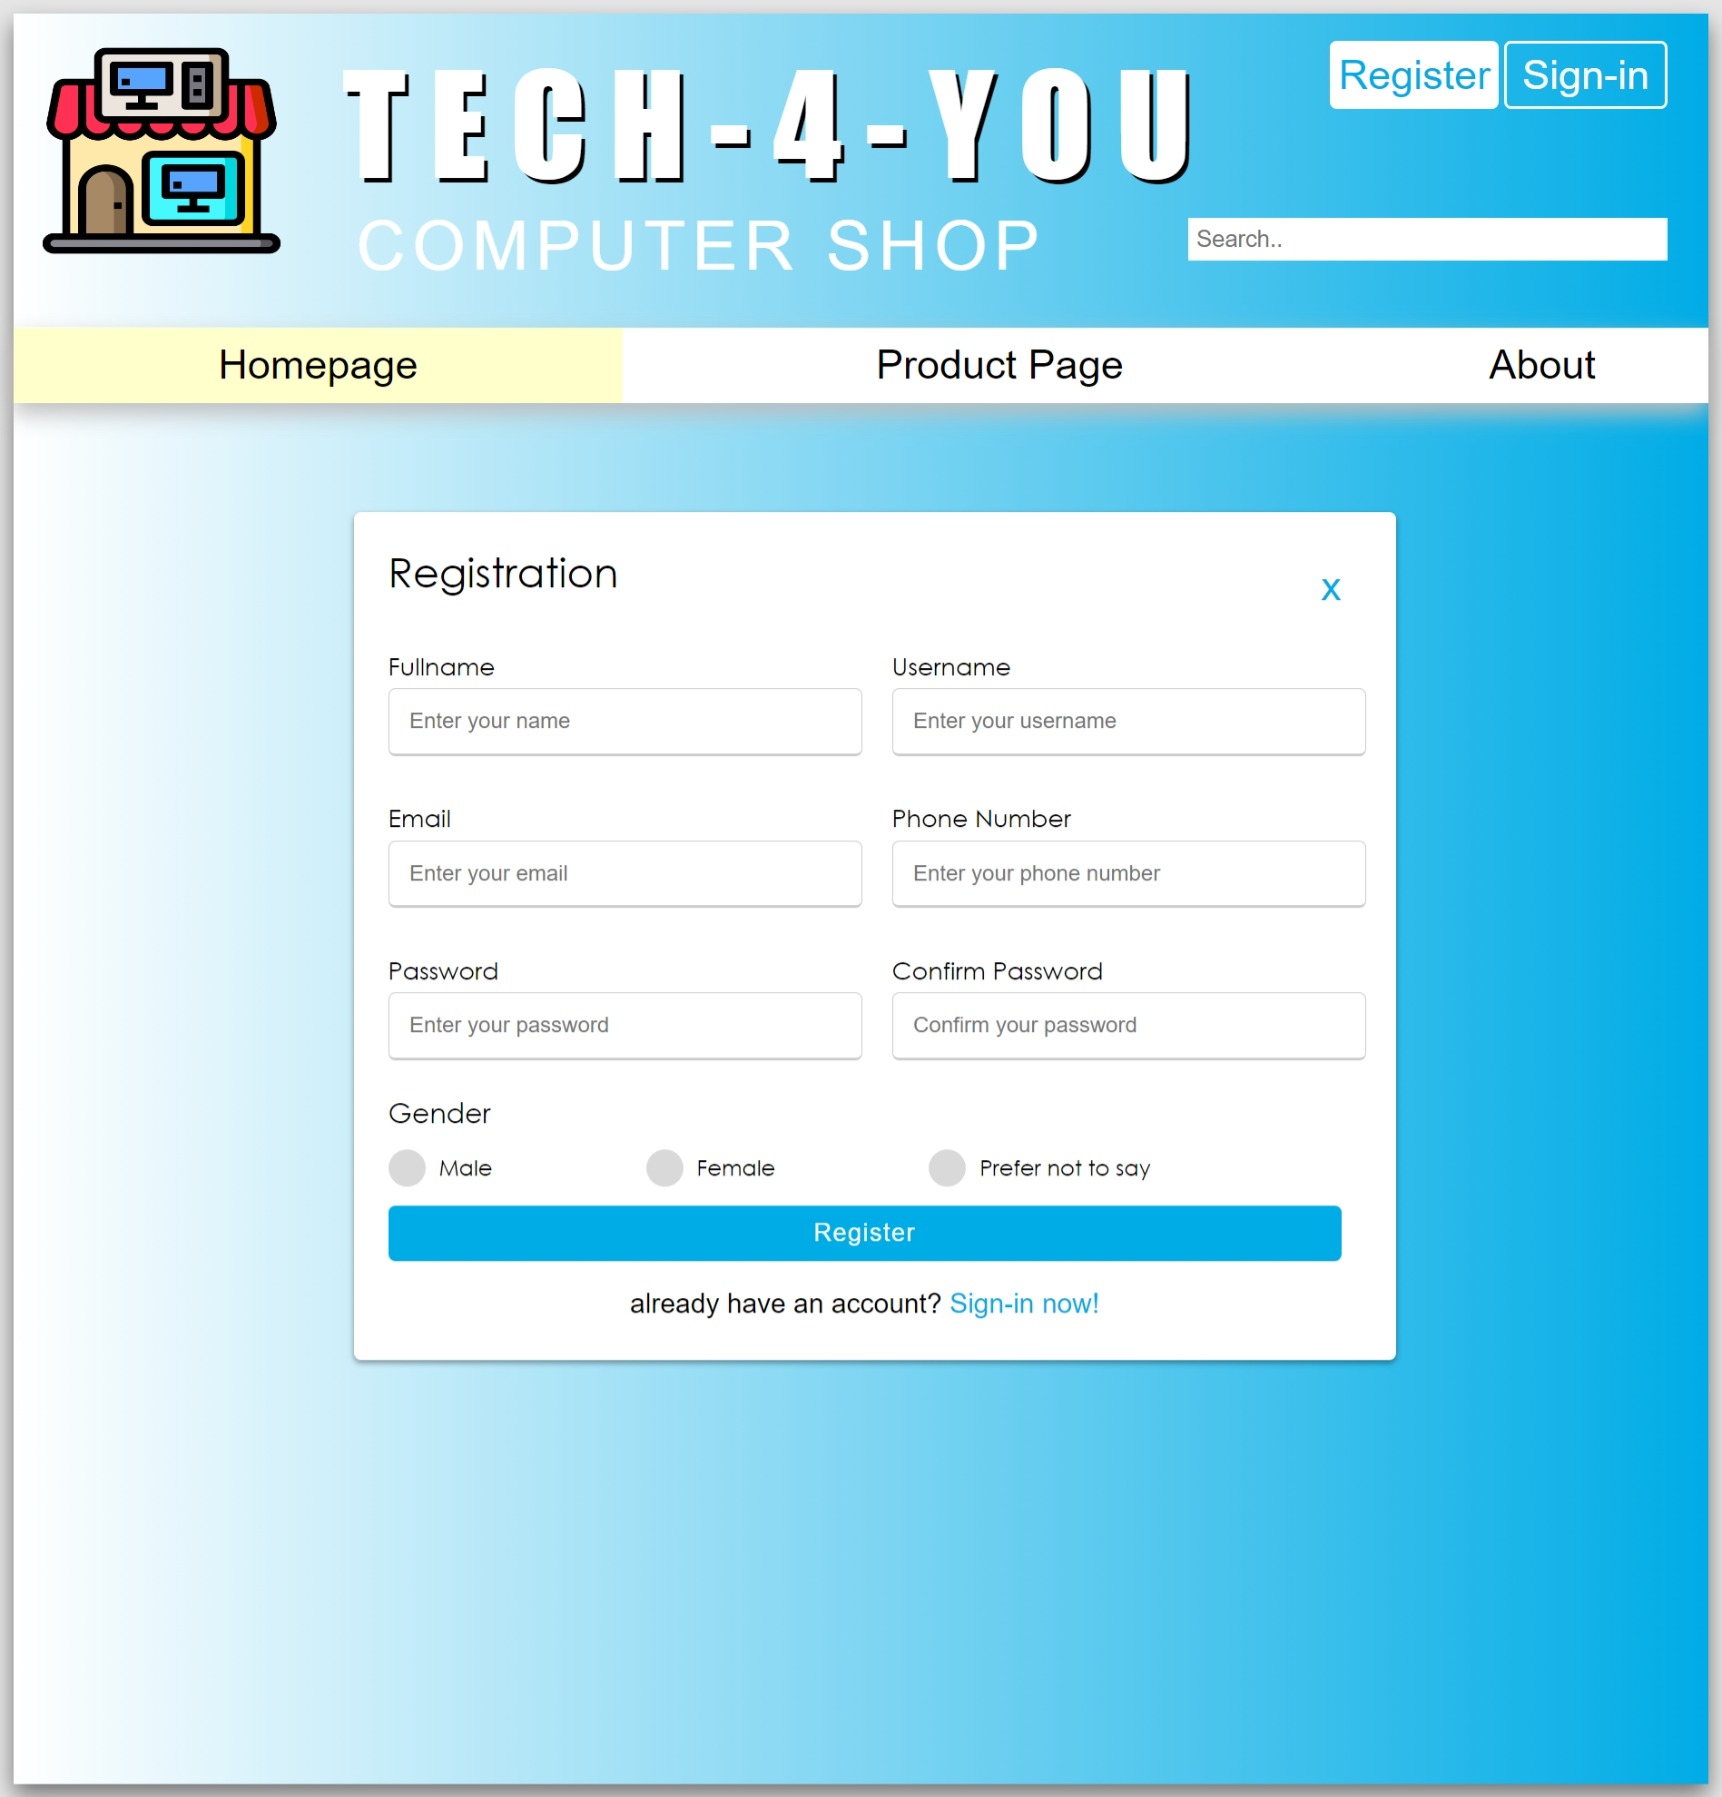 TECH-4-YOU
COMPUTER SHOP
Register Sign-in
Search..
Homepage Product Page About
Registration
x
Fullname Username
Enter your name Enter your username
Email Phone Number
Enter your email Enter your phone number
Password Confirm Password
Enter your password Confirm your password
Gender
Male Female Prefer not to say
Register
already have an account? Sign-in now!